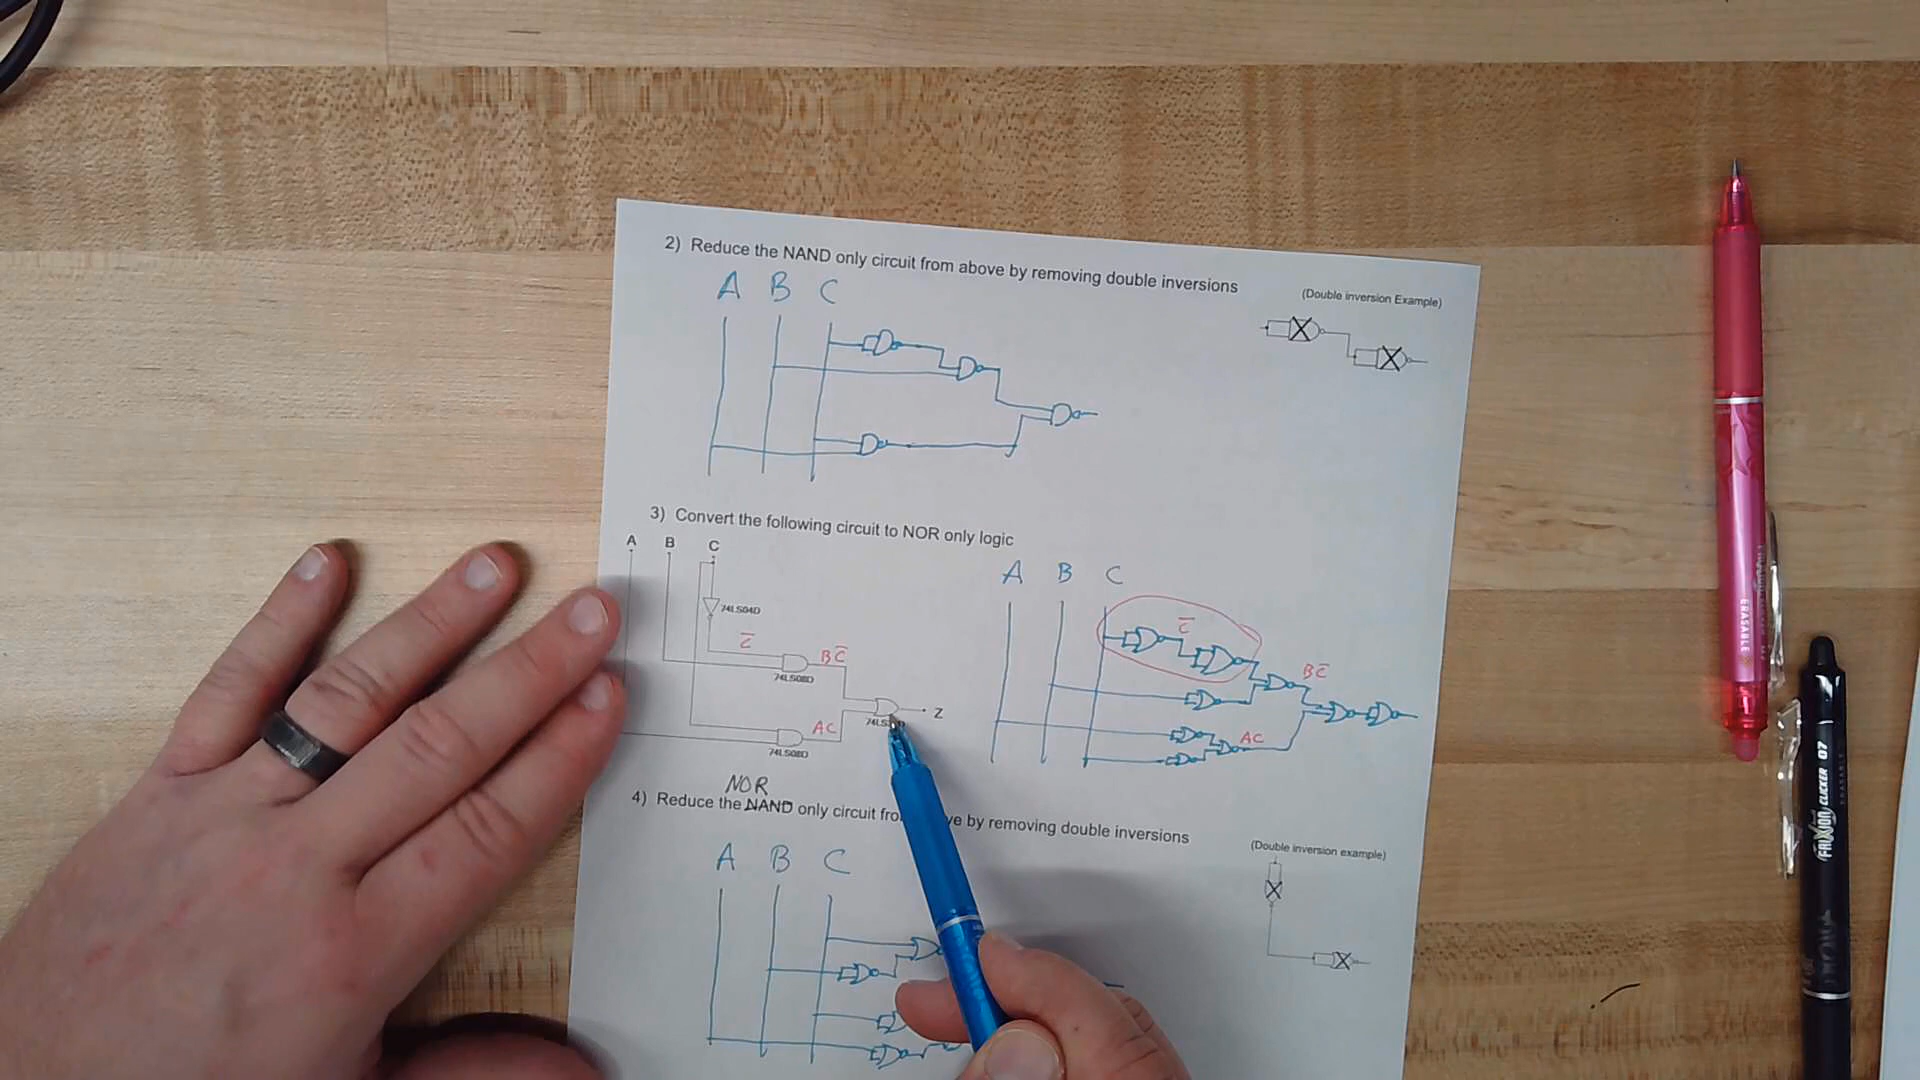 2) Reduce the NAND only circuit from above by removing double inversions
(Double inversion Example)
A B C
3) Convert the following circuit to NOR only logic
A B C
A B C
74LS04D
C̅
C̅
BC̅
BC̅
74LS08D
Z
AC
AC
74LS08D
NOR
4) Reduce the NAND only circuit by removing double inversions
(Double inversion example)
A B C
ERASABLE
FRIXION CLICKER 07